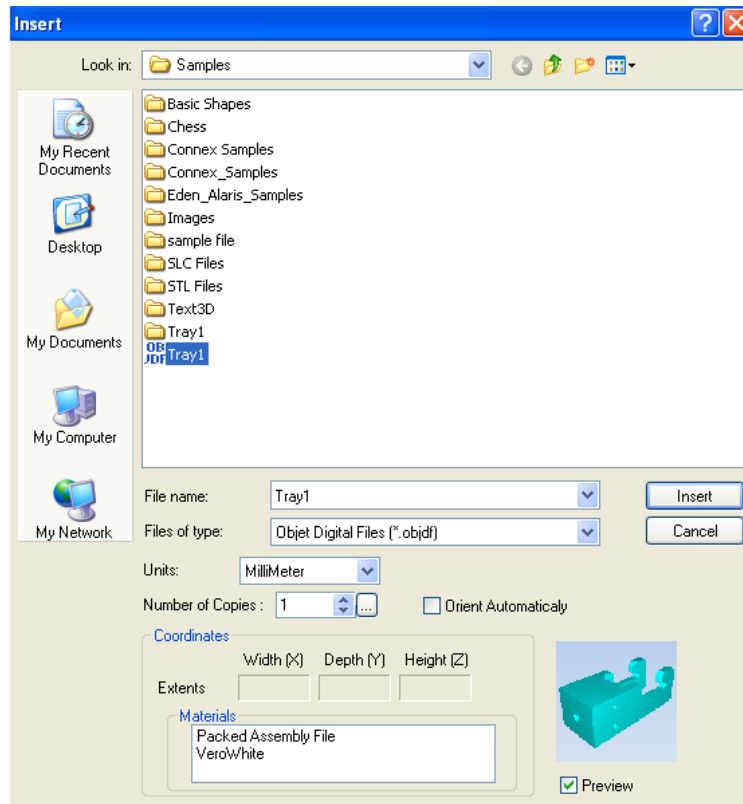 Insert
Look in: Samples
My Recent
Documents
Desktop
My Documents
My Computer
My Network
Basic Shapes
Chess
Connex Samples
Connex_Samples
Eden_Alaris_Samples
Images
sample file
SLC Files
STL Files
Text3D
Tray1
OBJ
JDF Tray1
File name: Tray1 Insert
Files of type: Objet Digital Files (*.objdf) Cancel
Units: MilliMeter
Number of Copies : 1 ... Orient Automaticaly
Coordinates
Width (X) Depth (Y) Height (Z)
Extents
Materials
Packed Assembly File
VeroWhite
Preview